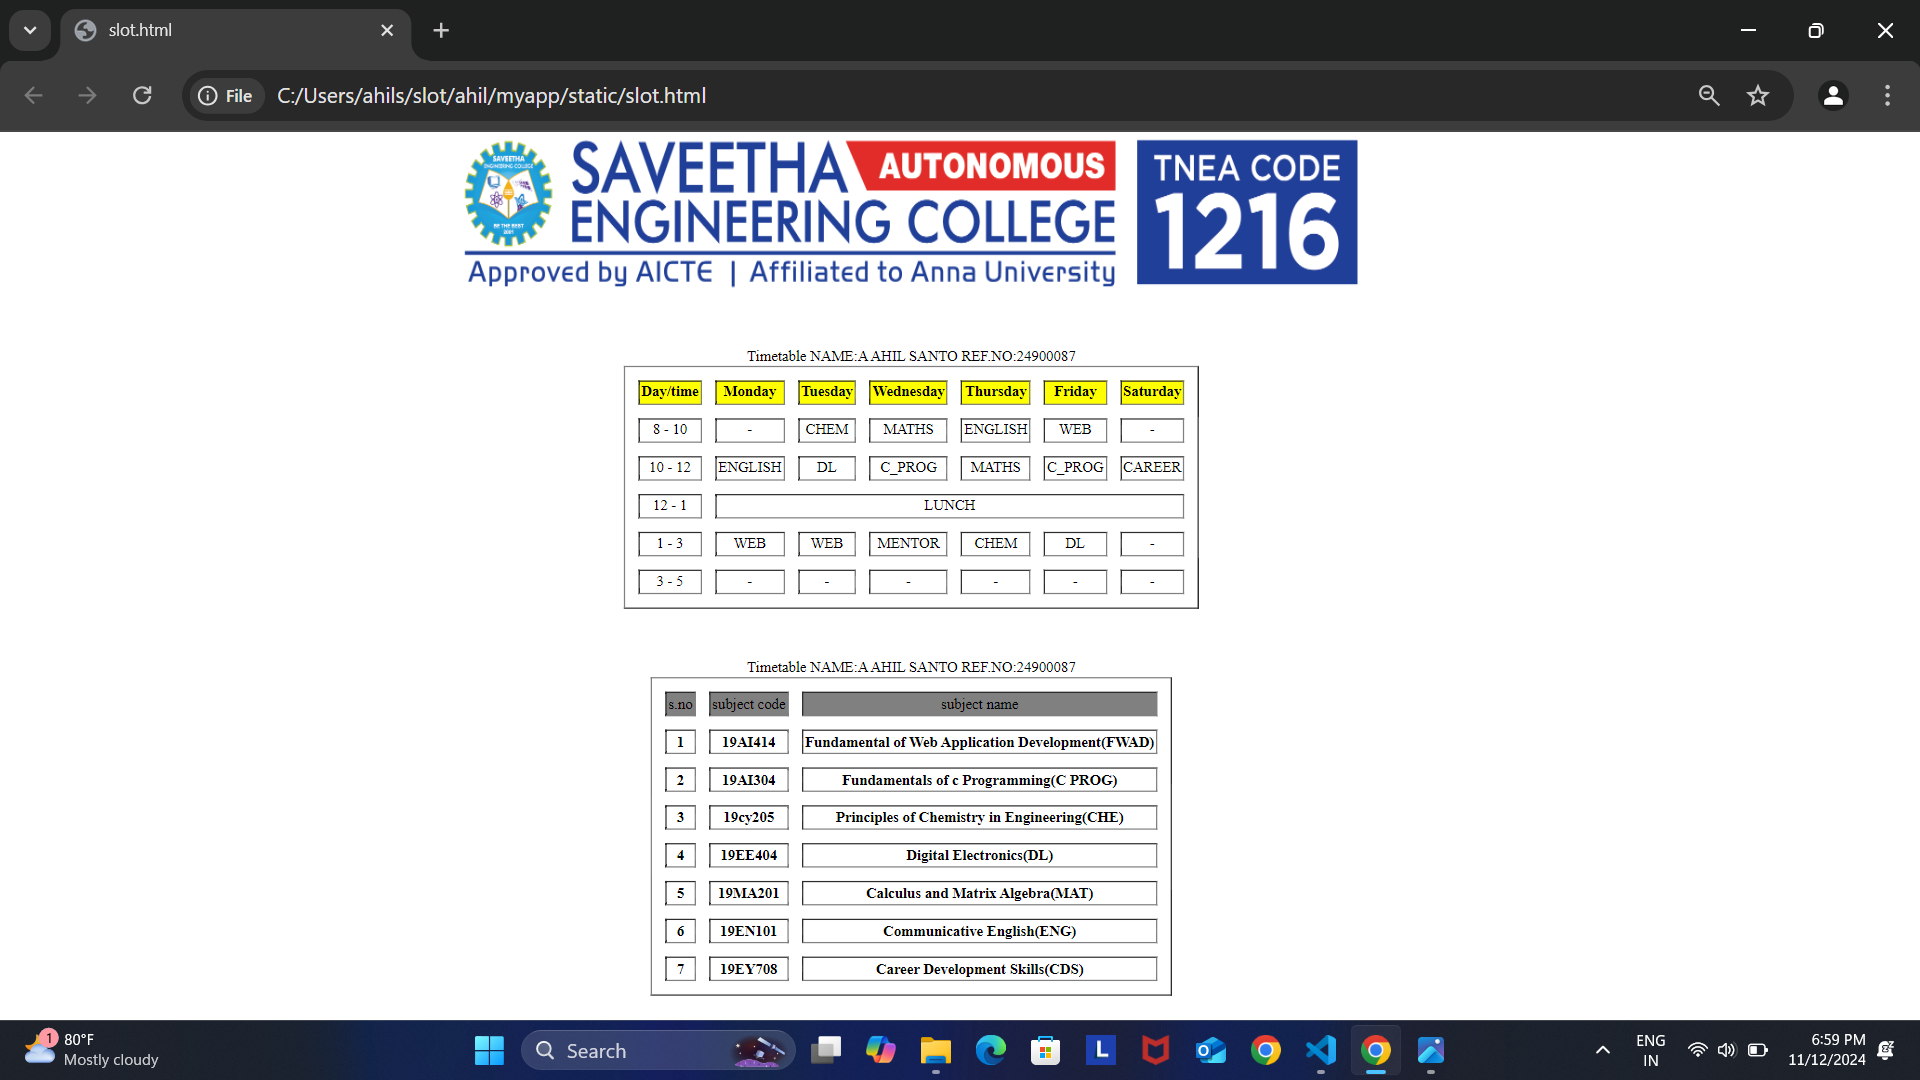 slot.html
File C:/Users/ahils/slot/ahil/myapp/static/slot.html
SAVEETHA ENGINEERING COLLEGE BE THE BEST 2001
SAVEETHA AUTONOMOUS
ENGINEERING COLLEGE
Approved by AICTE | Affiliated to Anna University
TNEA CODE
1216
Timetable NAME:A AHIL SANTO REF.NO:24900087
Day/time Monday Tuesday Wednesday Thursday Friday Saturday
8 - 10 - CHEM MATHS ENGLISH WEB -
10 - 12 ENGLISH DL C_PROG MATHS C_PROG CAREER
12 - 1 LUNCH
1 - 3 WEB WEB MENTOR CHEM DL -
3 - 5 - - - - - -
Timetable NAME:A AHIL SANTO REF.NO:24900087
s.no subject code subject name
1 19AI414 Fundamental of Web Application Development(FWAD)
2 19AI304 Fundamentals of c Programming(C PROG)
3 19cy205 Principles of Chemistry in Engineering(CHE)
4 19EE404 Digital Electronics(DL)
5 19MA201 Calculus and Matrix Algebra(MAT)
6 19EN101 Communicative English(ENG)
7 19EY708 Career Development Skills(CDS)
1 80°F
Mostly cloudy
Search
L
ENG
IN
6:59 PM
11/12/2024